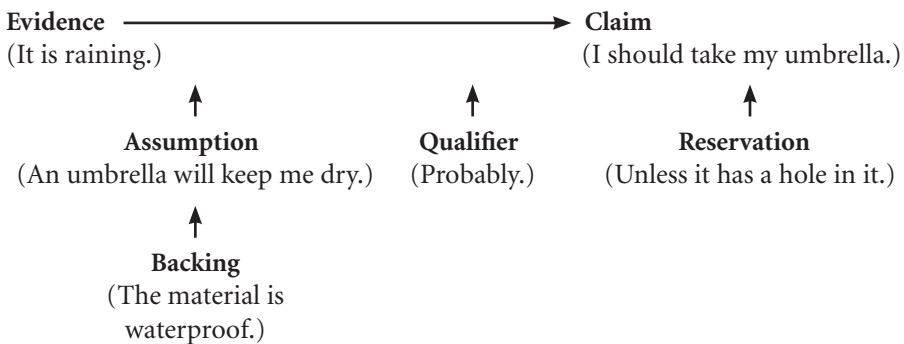 Evidence Claim
(It is raining.) (I should take my umbrella.)
Assumption Qualifier Reservation
(An umbrella will keep me dry.) (Probably.) (Unless it has a hole in it.)
Backing
(The material is
waterproof.)